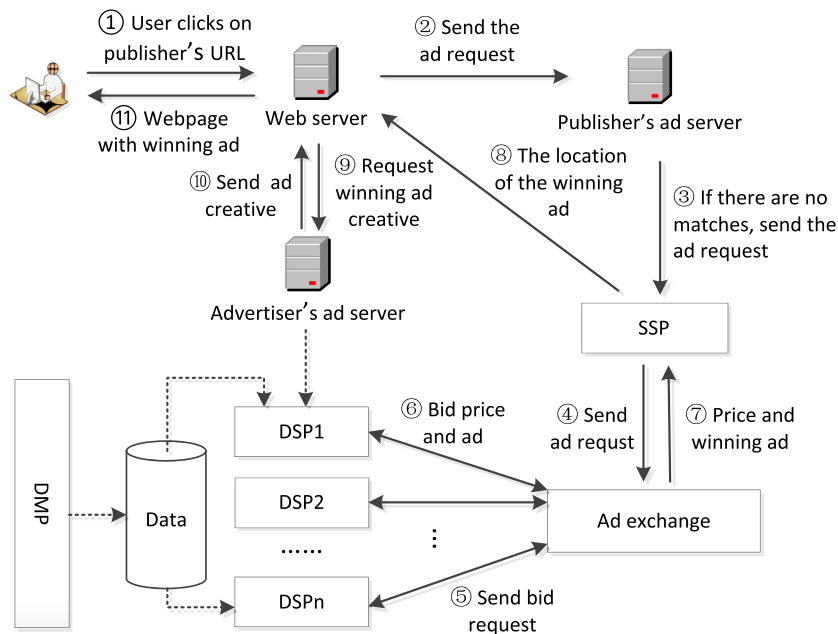 ① User clicks on
publisher's URL
② Send the
ad request
⑪ Webpage
with winning ad
Web server
Publisher's ad server
⑧ The location
of the winning
ad
⑨ Request
winning ad
creative
⑩ Send ad
creative
③ If there are no
matches, send the
ad request
Advertiser's ad server
SSP
④ Send
ad requst
⑦ Price and
winning ad
⑥ Bid price
and ad
DSP1
DMP
Data
DSP2
Ad exchange
......
⋮
DSPn
⑤ Send bid
request